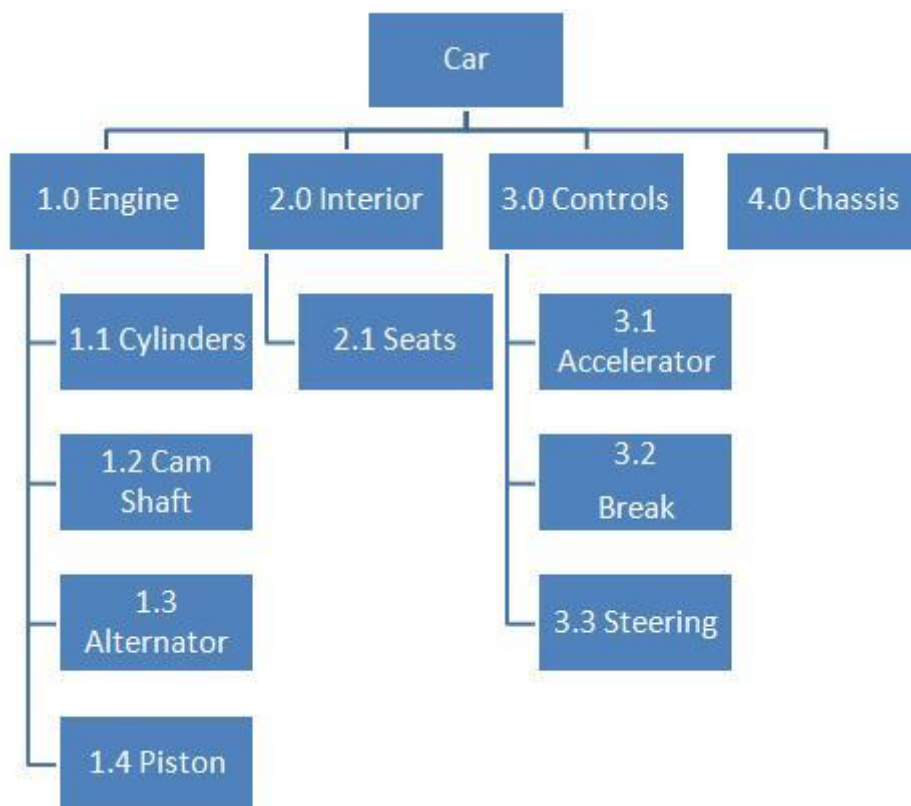 Car
1.0 Engine
2.0 Interior
3.0 Controls
4.0 Chassis
1.1 Cylinders
2.1 Seats
3.1
Accelerator
1.2 Cam
Shaft
3.2
Break
1.3
Alternator
3.3 Steering
1.4 Piston